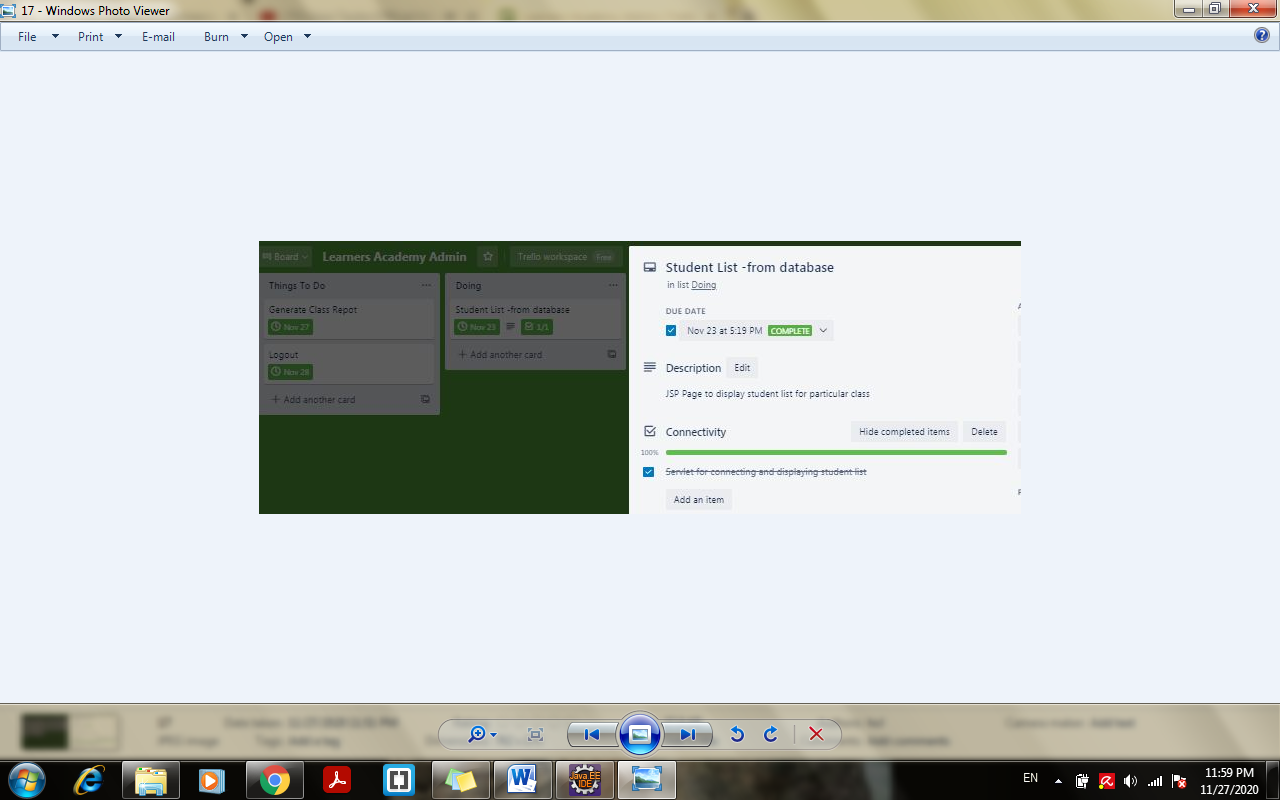 17 - Windows Photo Viewer
File Print E-mail Burn Open
Board Learners Academy Admin Trello workspace Free
Things To Do
Generate Class Repot
Nov 27
Logout
Nov 28
+ Add another card
Doing
Student List -from database
Nov 23 1/1
+ Add another card
Student List -from database
in list Doing
DUE DATE
Nov 23 at 5:19 PM COMPLETE
Description Edit
JSP Page to display student list for particular class
Connectivity Hide completed items Delete
100%
Servlet for connecting and displaying student list
Add an item
Java EE
IDE
EN
11:59 PM
11/27/2020